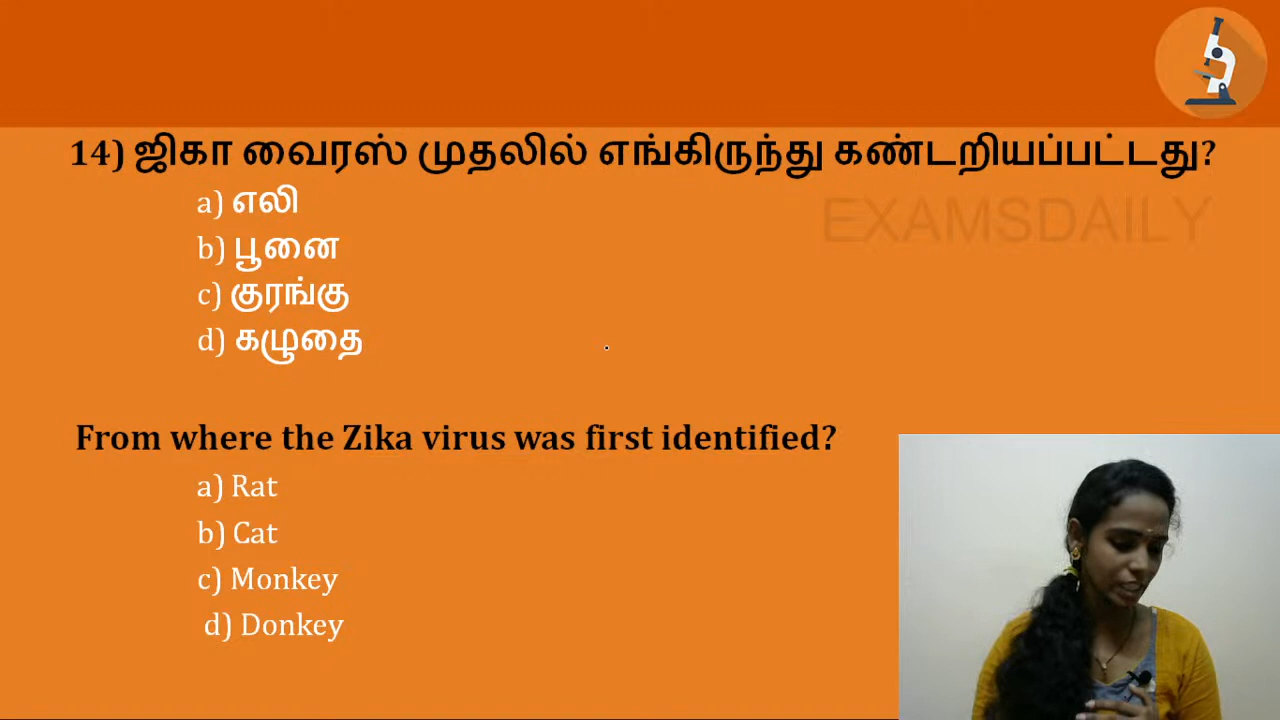 14) ஜிகா வைரஸ் முதலில் எங்கிருந்து கண்டறியப்பட்டது?
a) எலி
b) பூனை
c) குரங்கு
d) கழுதை
EXAMSDAILY
From where the Zika virus was first identified?
a) Rat
b) Cat
c) Monkey
d) Donkey